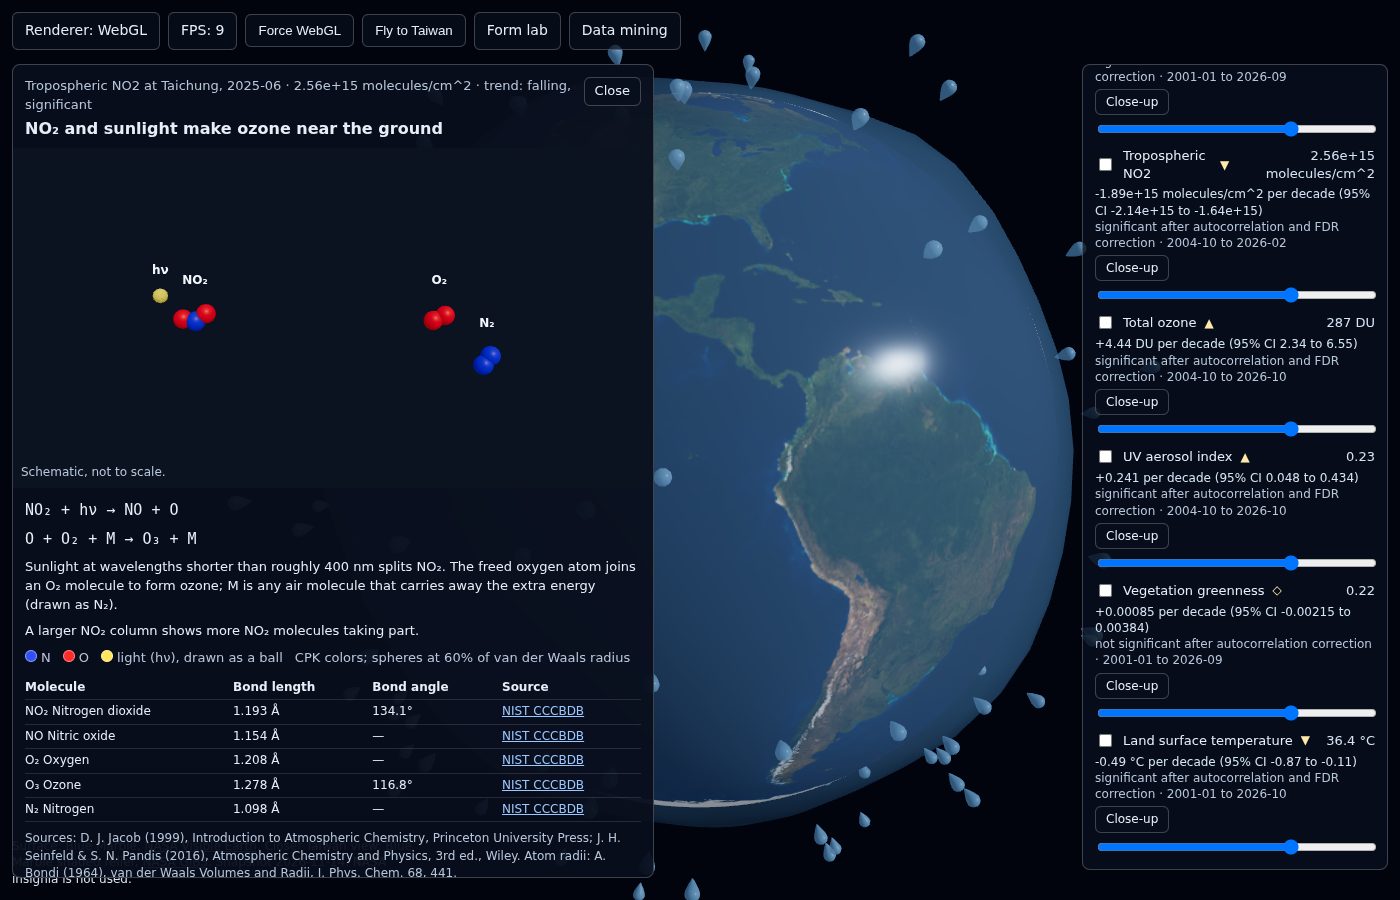 Renderer: WebGL
FPS: 9
Force WebGL
Fly to Taiwan
Form lab
Data mining
Tropospheric NO2 at Taichung, 2025-06 · 2.56e+15 molecules/cm^2 · trend: falling,
significant
Close
NO₂ and sunlight make ozone near the ground
hν
NO₂
O₂
N₂
Schematic, not to scale.
NO₂ + hν → NO + O
O + O₂ + M → O₃ + M
Sunlight at wavelengths shorter than roughly 400 nm splits NO₂. The freed oxygen atom joins
an O₂ molecule to form ozone; M is any air molecule that carries away the extra energy
(drawn as N₂).
A larger NO₂ column shows more NO₂ molecules taking part.
N O light (hν), drawn as a ball CPK colors; spheres at 60% of van der Waals radius
Molecule Bond length Bond angle Source
NO₂ Nitrogen dioxide 1.193 Å 134.1° NIST CCCBDB
NO Nitric oxide 1.154 Å — NIST CCCBDB
O₂ Oxygen 1.208 Å — NIST CCCBDB
O₃ Ozone 1.278 Å 116.8° NIST CCCBDB
N₂ Nitrogen 1.098 Å — NIST CCCBDB
Sources: D. J. Jacob (1999), Introduction to Atmospheric Chemistry, Princeton University Press; J. H.
Seinfeld & S. N. Pandis (2016), Atmospheric Chemistry and Physics, 3rd ed., Wiley. Atom radii: A.
Bondi (1964), van der Waals Volumes and Radii, J. Phys. Chem. 68, 441.
Insignia is not used.
correction · 2001-01 to 2026-09
Close-up
Tropospheric
NO2 ▼
2.56e+15
molecules/cm^2
-1.89e+15 molecules/cm^2 per decade (95%
CI -2.14e+15 to -1.64e+15)
significant after autocorrelation and FDR
correction · 2004-10 to 2026-02
Close-up
Total ozone ▲ 287 DU
+4.44 DU per decade (95% CI 2.34 to 6.55)
significant after autocorrelation and FDR
correction · 2004-10 to 2026-10
Close-up
UV aerosol index ▲ 0.23
+0.241 per decade (95% CI 0.048 to 0.434)
significant after autocorrelation and FDR
correction · 2004-10 to 2026-10
Close-up
Vegetation greenness ◇ 0.22
+0.00085 per decade (95% CI -0.00215 to
0.00384)
not significant after autocorrelation correction
· 2001-01 to 2026-09
Close-up
Land surface temperature ▼ 36.4 °C
-0.49 °C per decade (95% CI -0.87 to -0.11)
significant after autocorrelation and FDR
correction · 2001-01 to 2026-10
Close-up